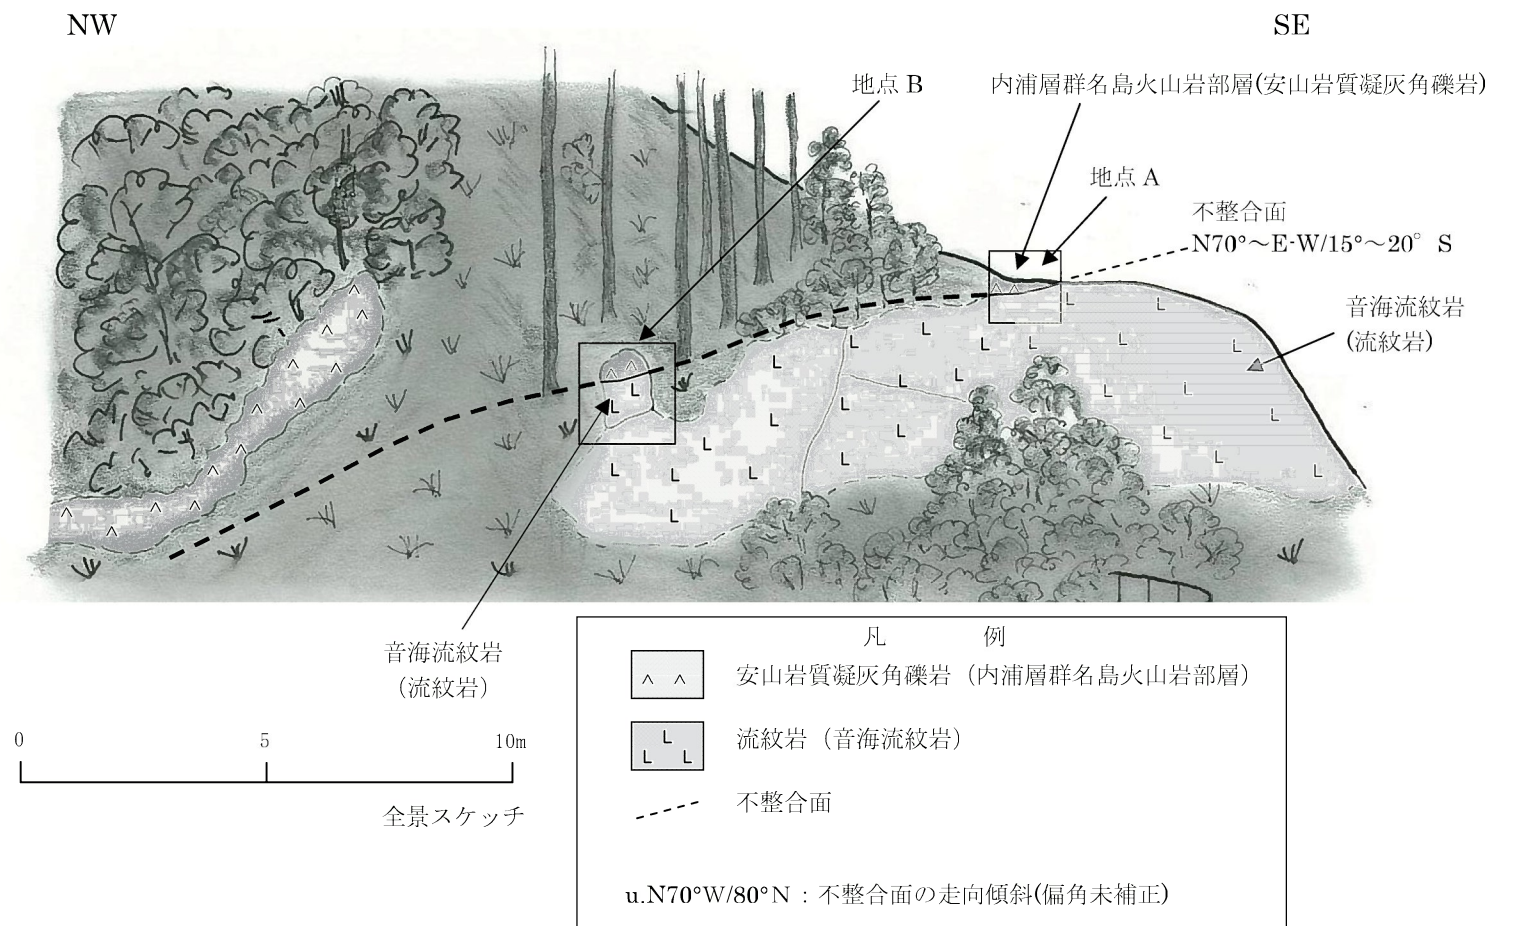 NW
SE
地点 B
内浦層群名島火山岩部層(安山岩質凝灰角礫岩)
地点 A
不整合面
N70°～E-W/15°～20°S
音海流紋岩
(流紋岩)
音海流紋岩
（流紋岩）
0 5 10m
全景スケッチ
凡 例
安山岩質凝灰角礫岩（内浦層群名島火山岩部層）
流紋岩（音海流紋岩）
不整合面
u.N70°W/80°N：不整合面の走向傾斜(偏角未補正)